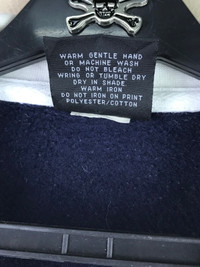 WARM GENTLE HAND
OR MACHINE WASH
DO NOT BLEACH
WRING OR TUMBLE DRY
DRY IN SHADE
WARM IRON
DO NOT IRON ON PRINT
POLYESTER/COTTON